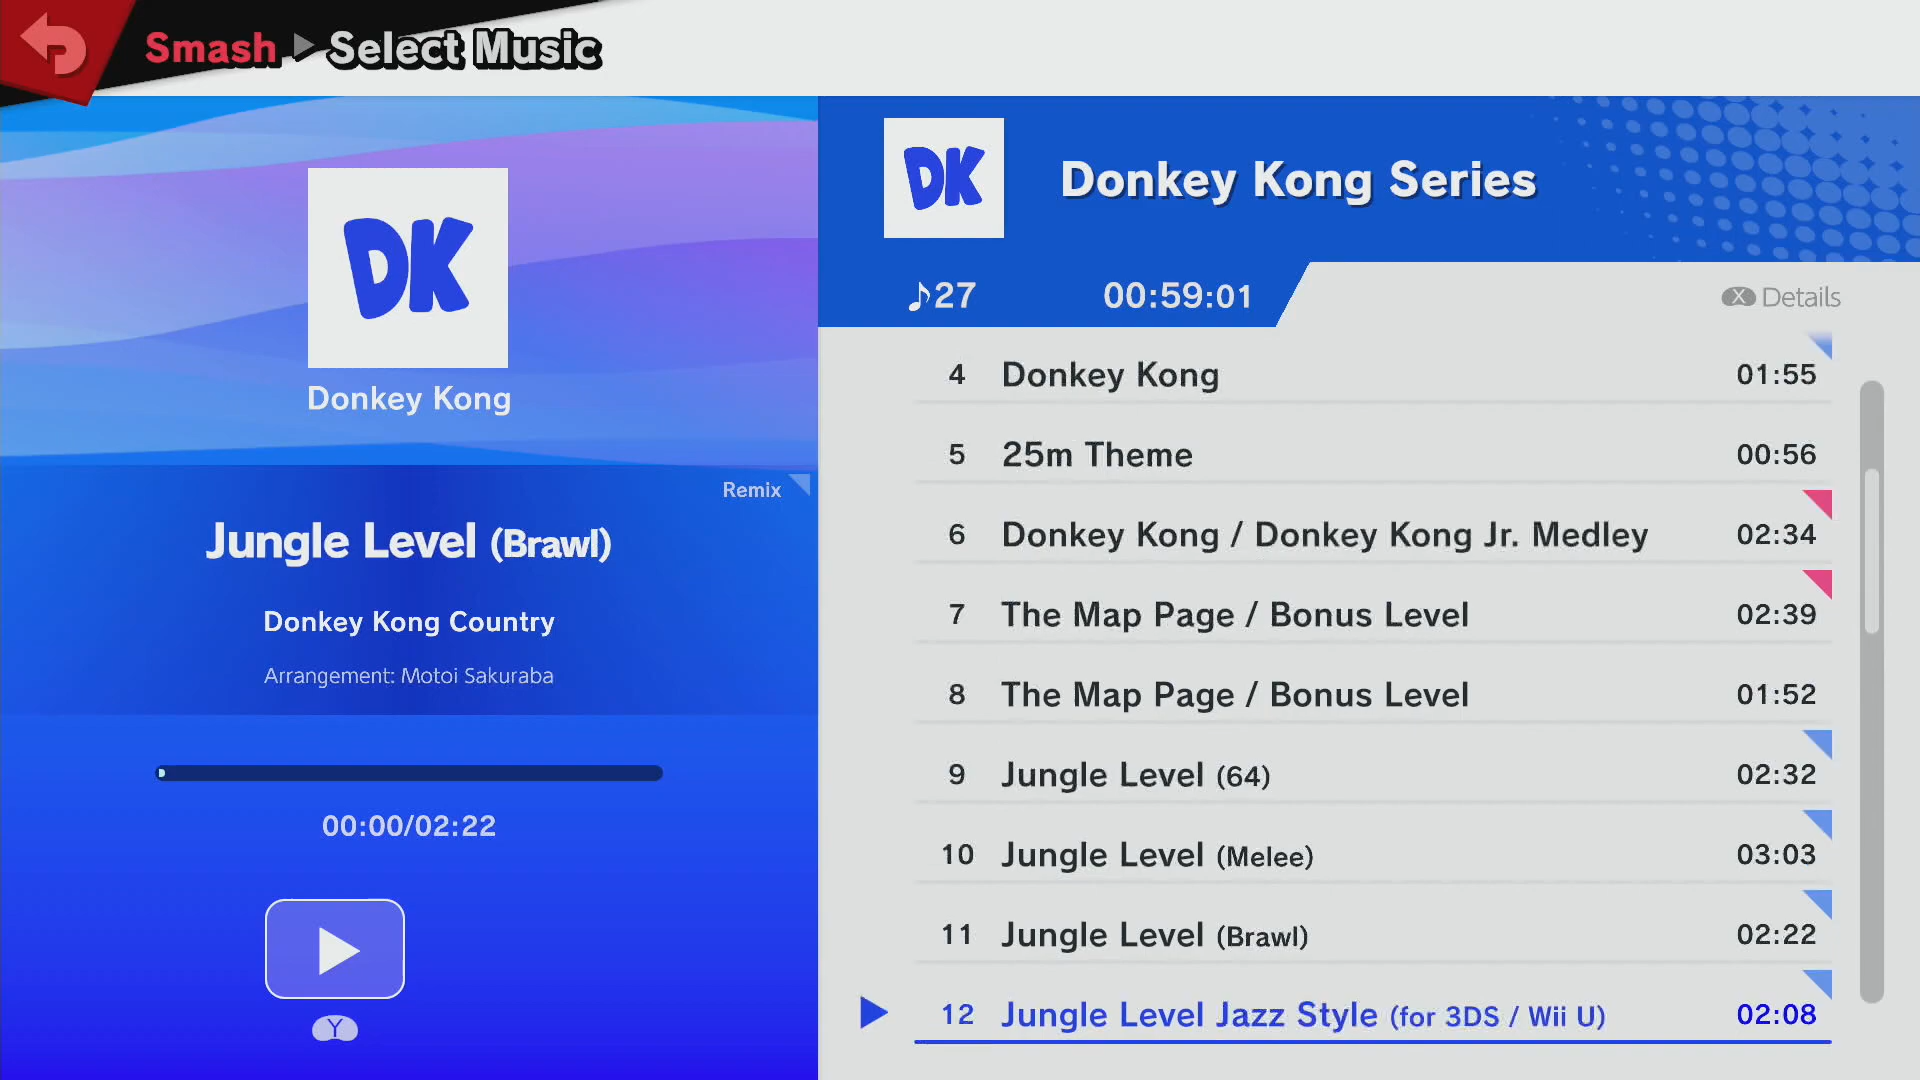 Smash ▶ Select Music
DK
Donkey Kong
Remix
Jungle Level (Brawl)
Donkey Kong Country
Arrangement: Motoi Sakuraba
00:00/02:22
Y
DK
Donkey Kong Series
♪27 00:59:01
X Details
4 Donkey Kong 01:55
5 25m Theme 00:56
6 Donkey Kong / Donkey Kong Jr. Medley 02:34
7 The Map Page / Bonus Level 02:39
8 The Map Page / Bonus Level 01:52
9 Jungle Level (64) 02:32
10 Jungle Level (Melee) 03:03
11 Jungle Level (Brawl) 02:22
12 Jungle Level Jazz Style (for 3DS / Wii U) 02:08